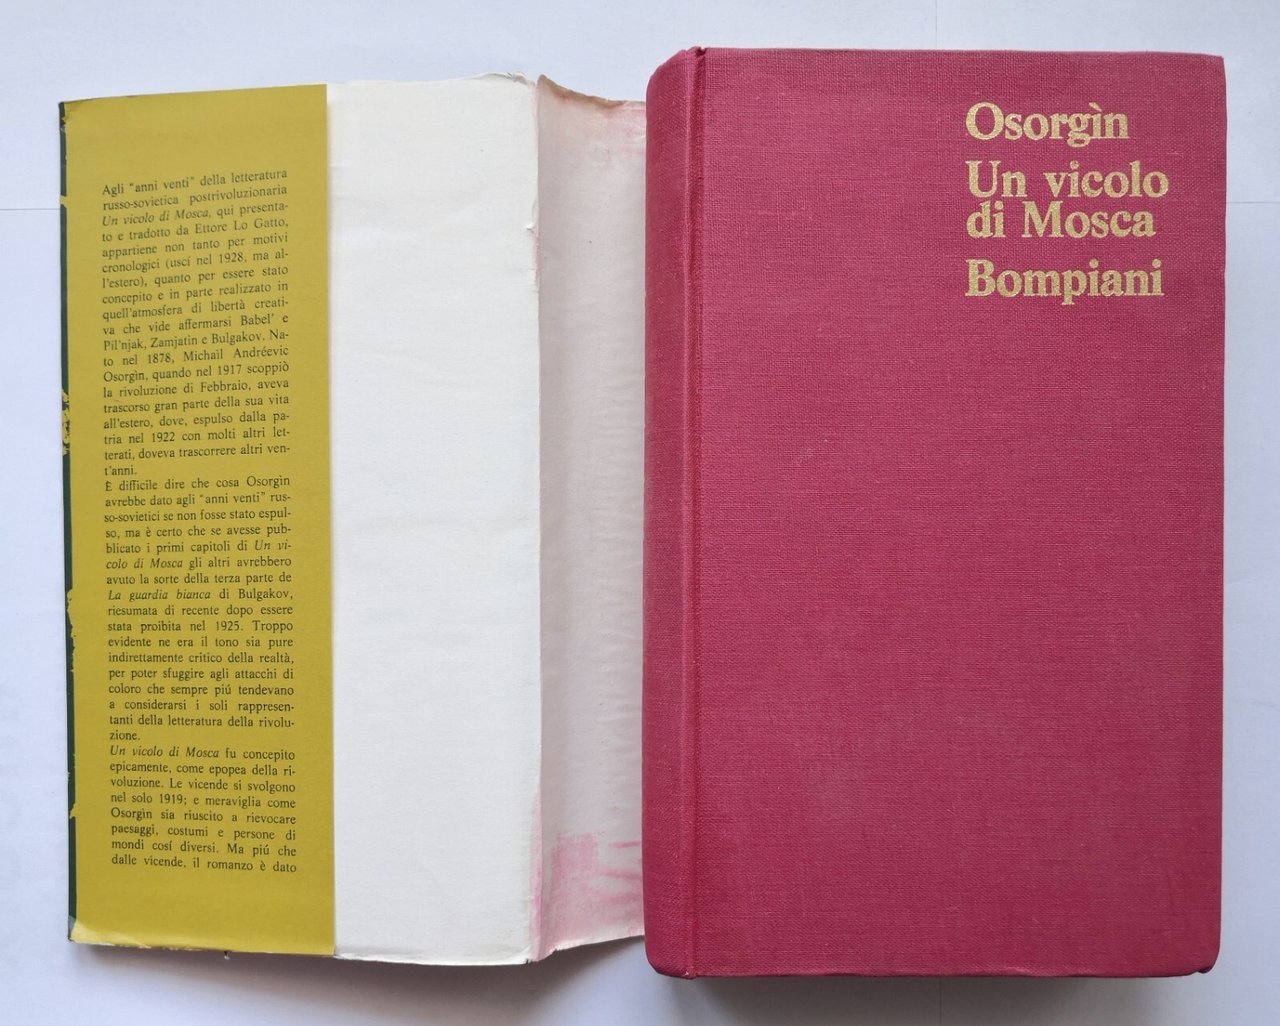 Agli "anni venti" della letteratura
russo-sovietica postrivoluzionaria
Un vicolo di Mosca, qui presenta-
to e tradotto da Ettore Lo Gatto,
appartiene non tanto per motivi
cronologici (uscí nel 1928, ma al-
l'estero), quanto per essere stato
concepito e in parte realizzato in
quell'atmosfera di libertà creati-
va che vide affermarsi Babel' e
Pil'njak, Zamjatin e Bulgakov. Na-
to nel 1878, Michaìl Andréevic
Osorgìn, quando nel 1917 scoppiò
la rivoluzione di Febbraio, aveva
trascorso gran parte della sua vita
all'estero, dove, espulso dalla pa-
tria nel 1922 con molti altri let-
terati, doveva trascorrere altri ven-
t'anni.
È difficile dire che cosa Osorgìn
avrebbe dato agli "anni venti" rus-
so-sovietici se non fosse stato espul-
so, ma è certo che se avesse pub-
blicato i primi capitoli di Un vi-
colo di Mosca gli altri avrebbero
avuto la sorte della terza parte de
La guardia bianca di Bulgakov,
riesumata di recente dopo essere
stata proibita nel 1925. Troppo
evidente ne era il tono sia pure
indirettamente critico della realtà,
per poter sfuggire agli attacchi di
coloro che sempre piú tendevano
a considerarsi i soli rappresen-
tanti della letteratura della rivolu-
zione.
Un vicolo di Mosca fu concepito
epicamente, come epopea della ri-
voluzione. Le vicende si svolgono
nel solo 1919; e meraviglia come
Osorgìn sia riuscito a rievocare
paesaggi, costumi e persone di
mondi cosí diversi. Ma piú che
dalle vicende, il romanzo è dato
Osorgìn
Un vicolo
di Mosca
Bompiani